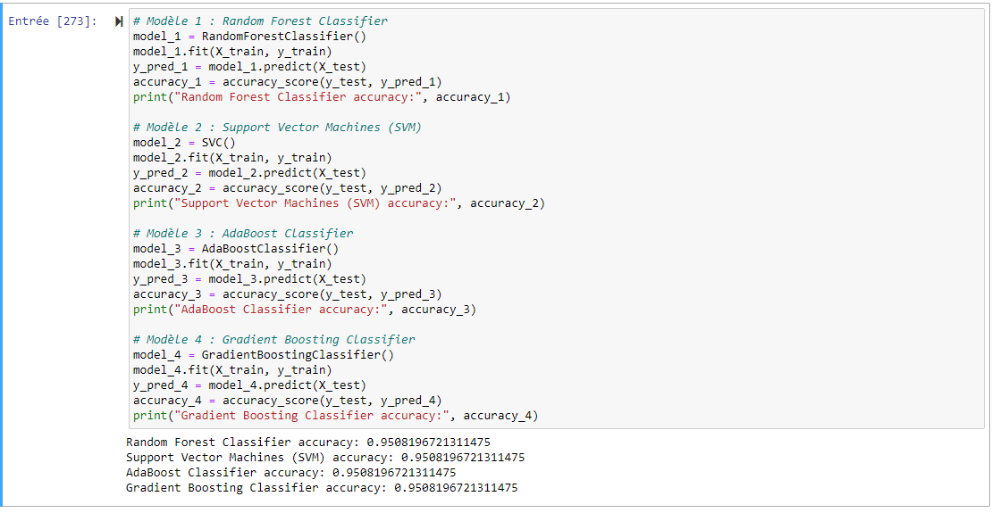 Entrée [273]:
# Modèle 1 : Random Forest Classifier
model_1 = RandomForestClassifier()
model_1.fit(X_train, y_train)
y_pred_1 = model_1.predict(X_test)
accuracy_1 = accuracy_score(y_test, y_pred_1)
print("Random Forest Classifier accuracy:", accuracy_1)

# Modèle 2 : Support Vector Machines (SVM)
model_2 = SVC()
model_2.fit(X_train, y_train)
y_pred_2 = model_2.predict(X_test)
accuracy_2 = accuracy_score(y_test, y_pred_2)
print("Support Vector Machines (SVM) accuracy:", accuracy_2)

# Modèle 3 : AdaBoost Classifier
model_3 = AdaBoostClassifier()
model_3.fit(X_train, y_train)
y_pred_3 = model_3.predict(X_test)
accuracy_3 = accuracy_score(y_test, y_pred_3)
print("AdaBoost Classifier accuracy:", accuracy_3)

# Modèle 4 : Gradient Boosting Classifier
model_4 = GradientBoostingClassifier()
model_4.fit(X_train, y_train)
y_pred_4 = model_4.predict(X_test)
accuracy_4 = accuracy_score(y_test, y_pred_4)
print("Gradient Boosting Classifier accuracy:", accuracy_4)

Random Forest Classifier accuracy: 0.9508196721311475
Support Vector Machines (SVM) accuracy: 0.9508196721311475
AdaBoost Classifier accuracy: 0.9508196721311475
Gradient Boosting Classifier accuracy: 0.9508196721311475